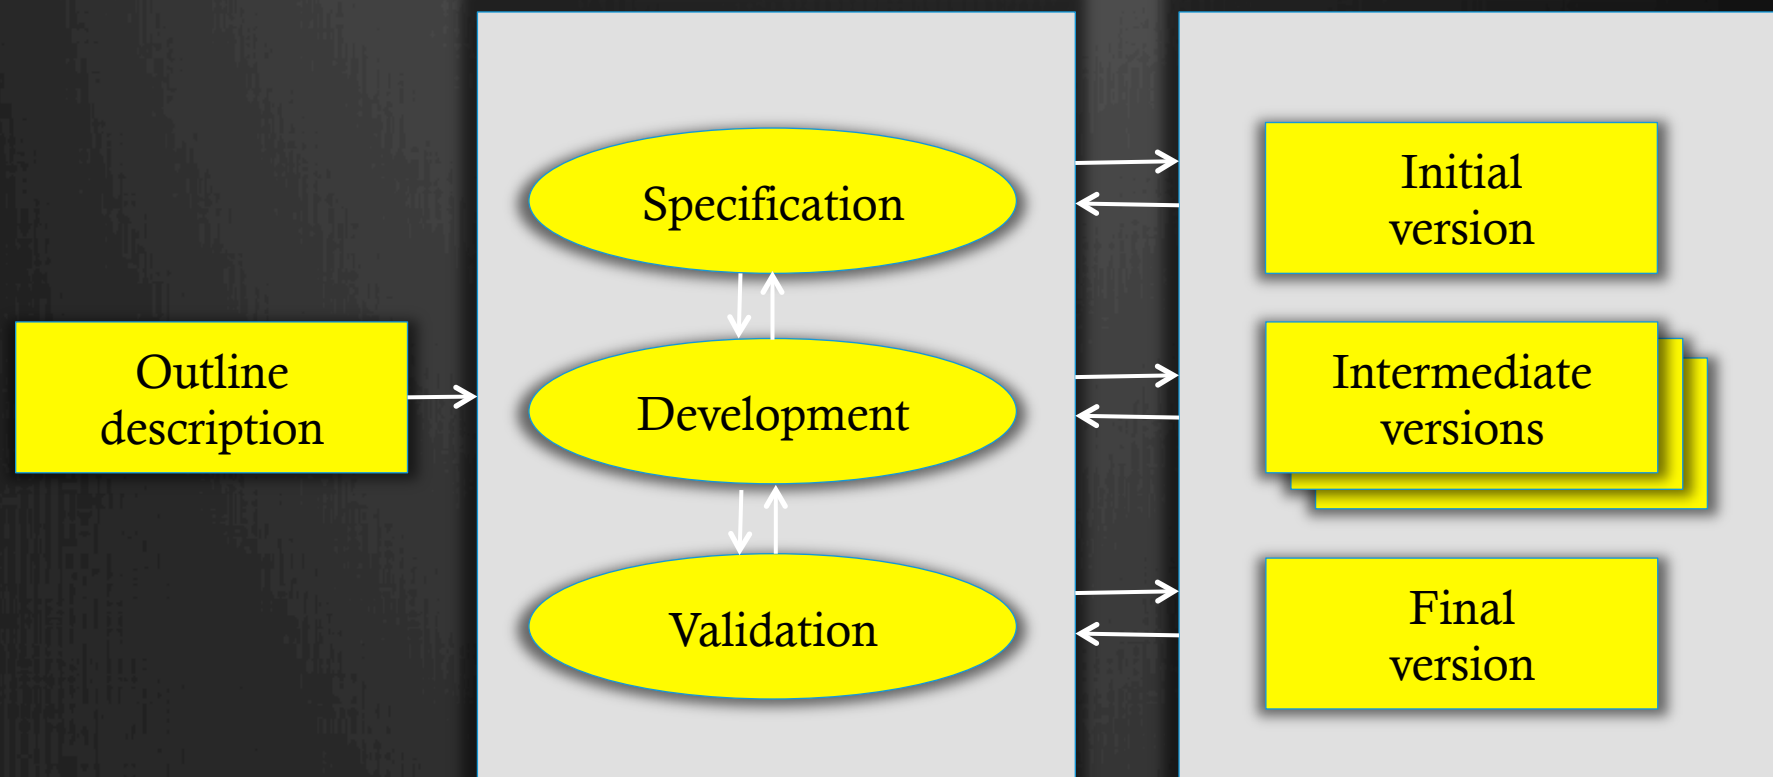 Outline
description
Specification
Development
Validation
Initial
version
Intermediate
versions
Final
version